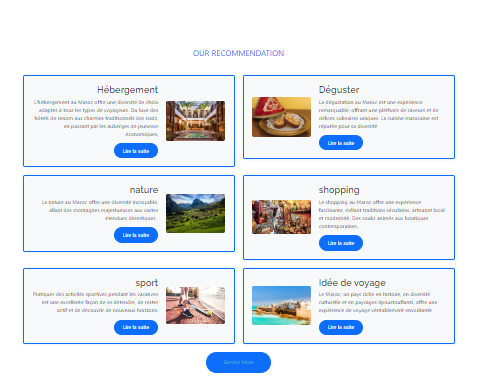 OUR RECOMMENDATION
Hébergement
L'hébergement au Maroc offre une diversité de choix
adaptés à tous les types de voyageurs. Du luxe des
hôtels de renom aux charmes traditionnels des riads,
en passant par les auberges de jeunesse
économiques,
Lire la suite
Déguster
La dégustation au Maroc est une expérience
remarquable, offrant une pléthore de saveurs et de
délices culinaires uniques. La cuisine marocaine est
réputée pour sa diversité
Lire la suite
nature
La nature au Maroc offre une diversité incroyable,
allant des montagnes majestueuses aux vastes
étendues désertiques.
Lire la suite
shopping
Le shopping au Maroc offre une expérience
fascinante, mêlant traditions séculaires, artisanat local
et modernité. Des souks animés aux boutiques
contemporaines.
Lire la suite
sport
Pratiquer des activités sportives pendant les vacances
est une excellente façon de se détendre, de rester
actif et de découvrir de nouveaux horizons.
Lire la suite
Idée de voyage
Le Maroc, un pays riche en histoire, en diversité
culturelle et en paysages époustouflants, offre une
expérience de voyage véritablement envoûtante
Lire la suite